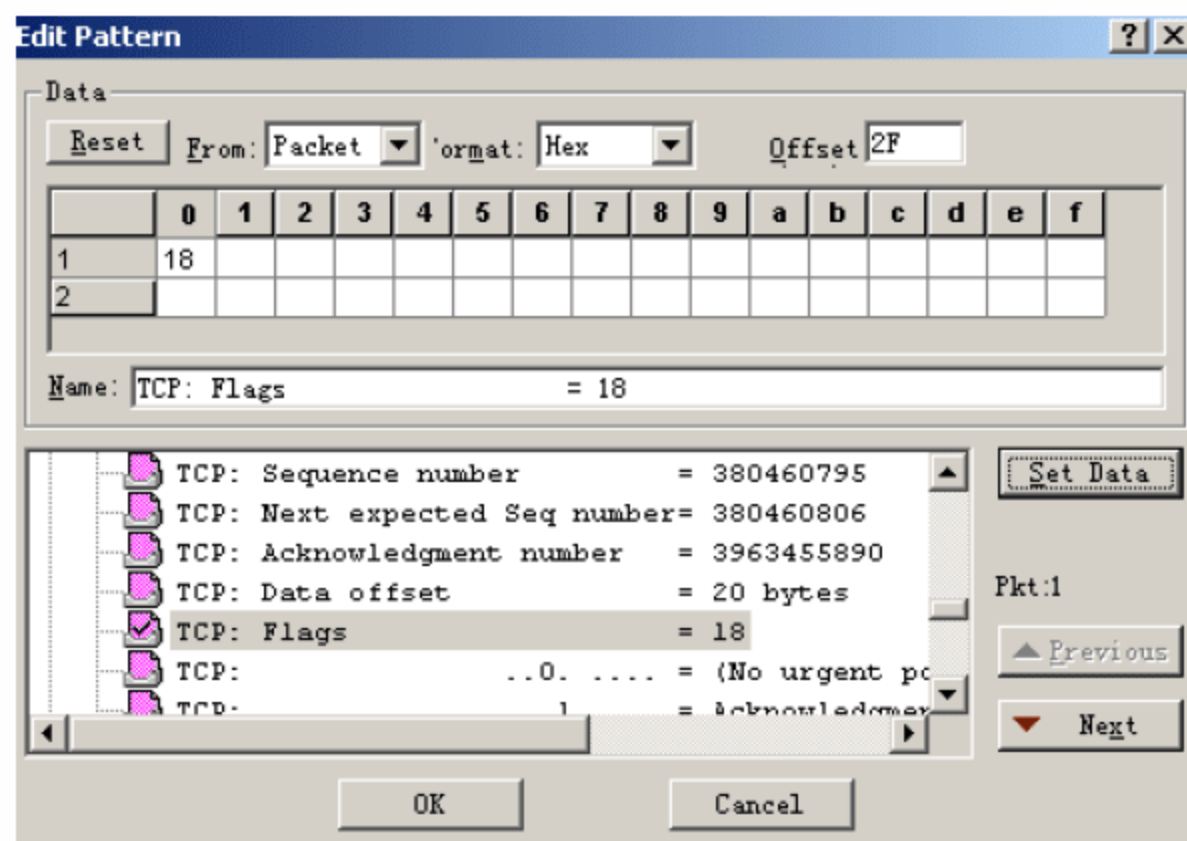 Edit Pattern ? X
Data
Reset From: Packet 'ormat: Hex Offset 2F
0 1 2 3 4 5 6 7 8 9 a b c d e f
1 18
2
Name: TCP: Flags = 18
TCP: Sequence number = 380460795
Set Data
TCP: Next expected Seq number= 380460806
TCP: Acknowledgment number = 3963455890
TCP: Data offset = 20 bytes
Pkt:1
TCP: Flags = 18
TCP: ..0. .... = (No urgent po
Previous
TCP: 1 = Acknowledgmer
Next
OK Cancel